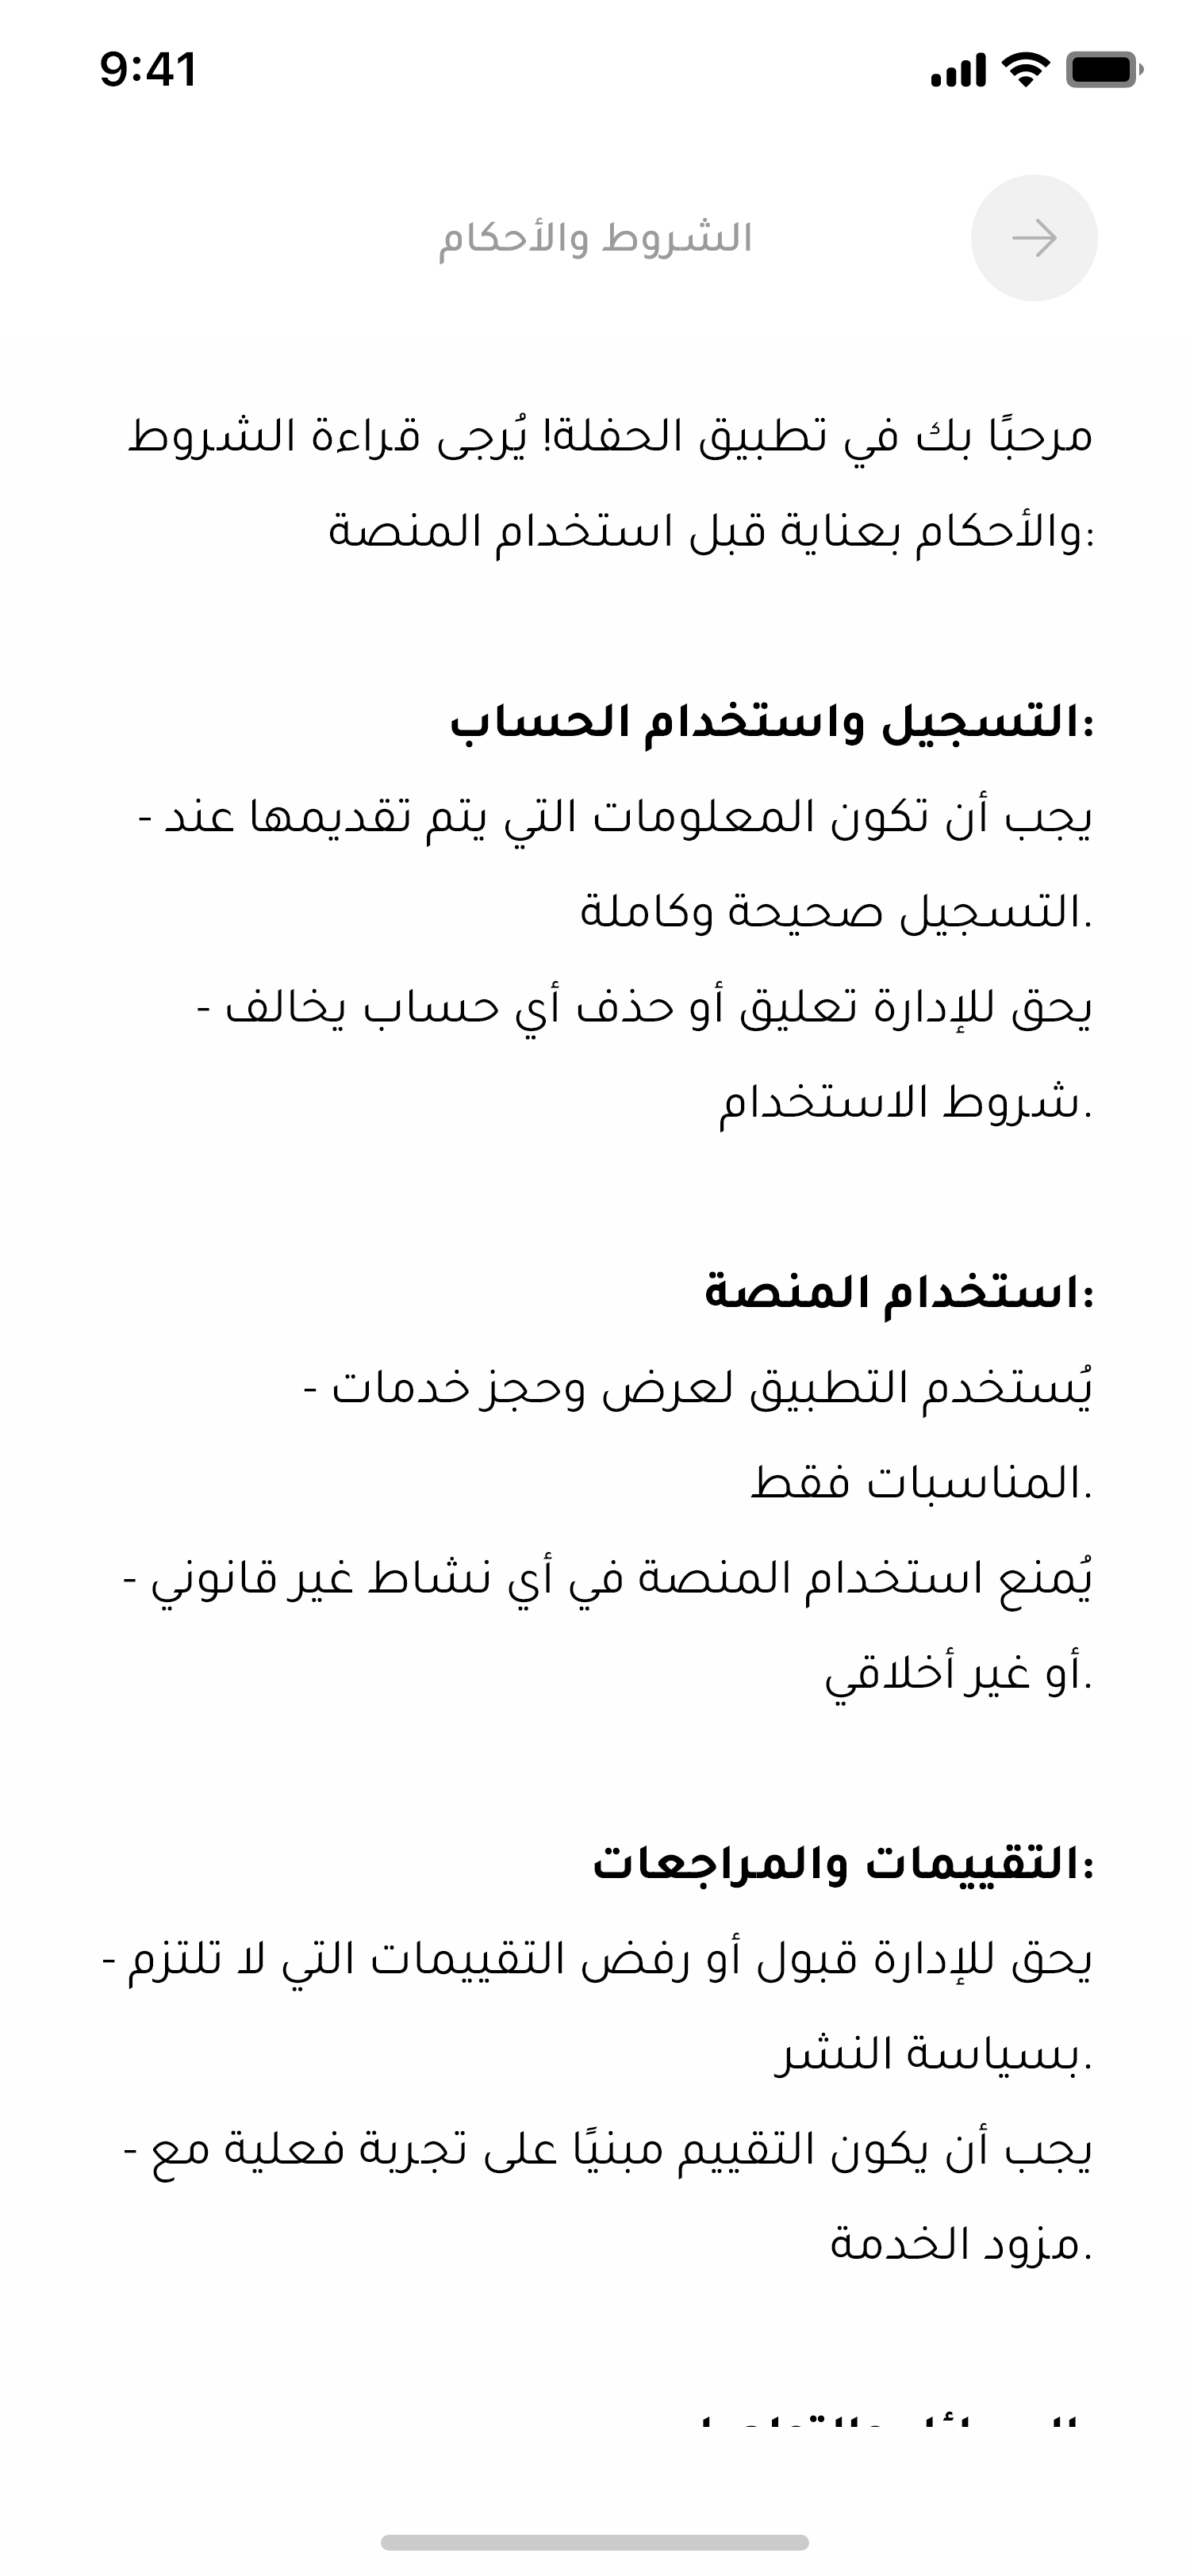 9:41
الشروط والأحكام
مرحبًا بك في تطبيق الحفلة! يُرجى قراءة الشروط
والأحكام بعناية قبل استخدام المنصة:
التسجيل واستخدام الحساب:
يجب أن تكون المعلومات التي يتم تقديمها عند -
التسجيل صحيحة وكاملة.
يحق للإدارة تعليق أو حذف أي حساب يخالف -
شروط الاستخدام.
استخدام المنصة:
يُستخدم التطبيق لعرض وحجز خدمات -
المناسبات فقط.
يُمنع استخدام المنصة في أي نشاط غير قانوني -
أو غير أخلاقي.
التقييمات والمراجعات:
يحق للإدارة قبول أو رفض التقييمات التي لا تلتزم -
بسياسة النشر.
يجب أن يكون التقييم مبنيًا على تجربة فعلية مع -
مزود الخدمة.